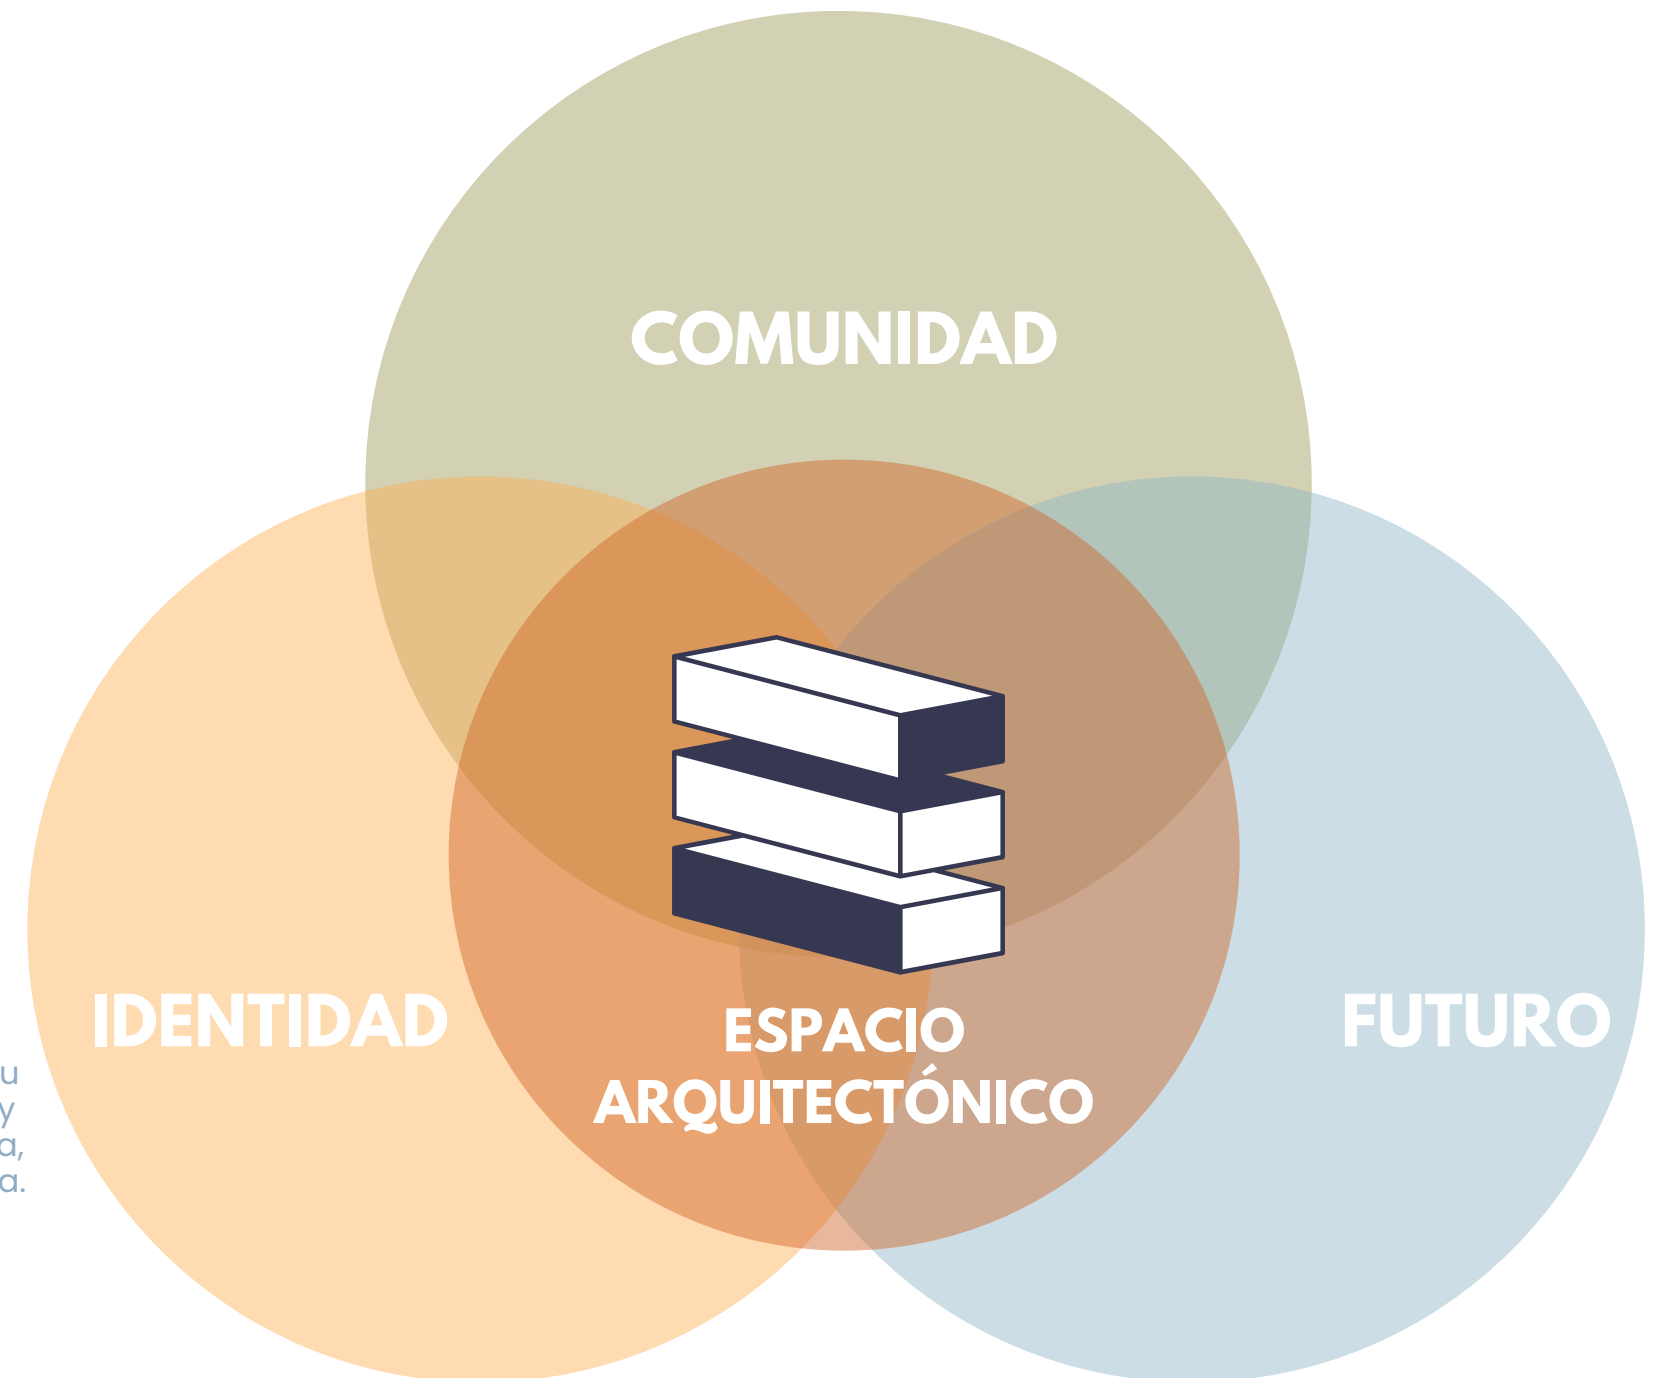 COMUNIDAD
IDENTIDAD
FUTURO
ESPACIO
ARQUITECTÓNICO
u
y
a,
a.